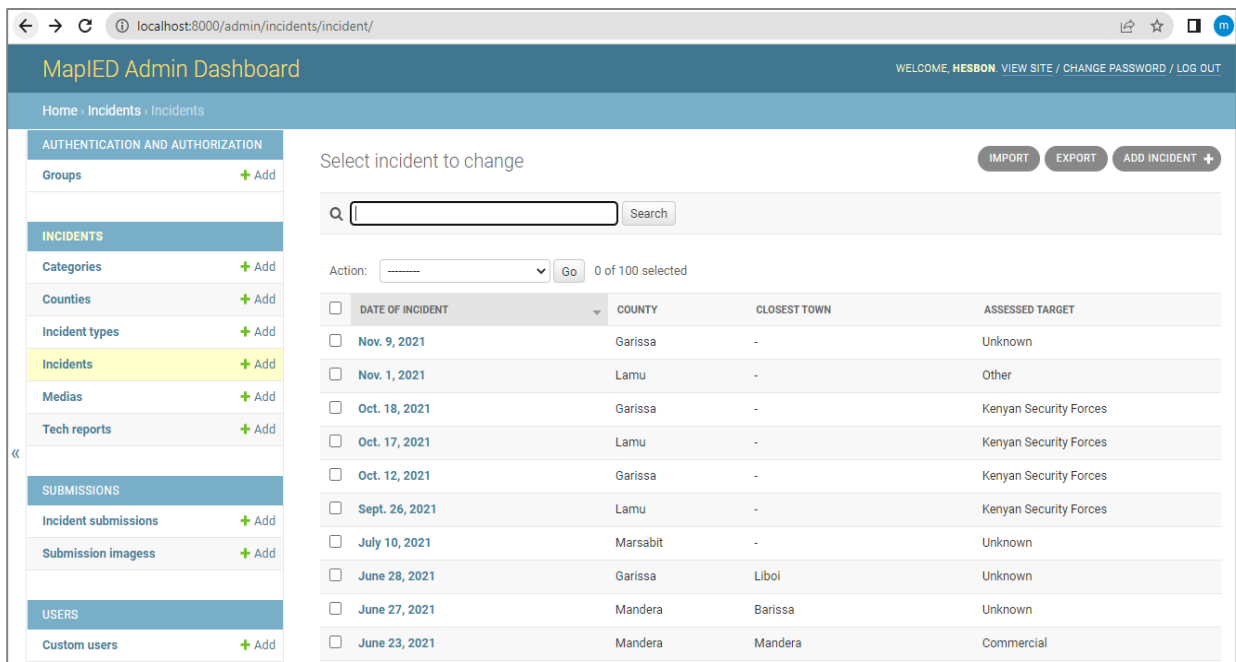 localhost:8000/admin/incidents/incident/
m
MapIED Admin Dashboard
WELCOME, HESBON. VIEW SITE / CHANGE PASSWORD / LOG OUT
Home › Incidents › Incidents
AUTHENTICATION AND AUTHORIZATION
Groups + Add
INCIDENTS
Categories + Add
Counties + Add
Incident types + Add
Incidents + Add
Medias + Add
Tech reports + Add
«
SUBMISSIONS
Incident submissions + Add
Submission imagess + Add
USERS
Custom users + Add
Select incident to change
IMPORT EXPORT ADD INCIDENT +
Search
Action: --------- Go 0 of 100 selected
DATE OF INCIDENT COUNTY CLOSEST TOWN ASSESSED TARGET
Nov. 9, 2021 Garissa - Unknown
Nov. 1, 2021 Lamu - Other
Oct. 18, 2021 Garissa - Kenyan Security Forces
Oct. 17, 2021 Lamu - Kenyan Security Forces
Oct. 12, 2021 Garissa - Kenyan Security Forces
Sept. 26, 2021 Lamu - Kenyan Security Forces
July 10, 2021 Marsabit - Unknown
June 28, 2021 Garissa Liboi Unknown
June 27, 2021 Mandera Barissa Unknown
June 23, 2021 Mandera Mandera Commercial